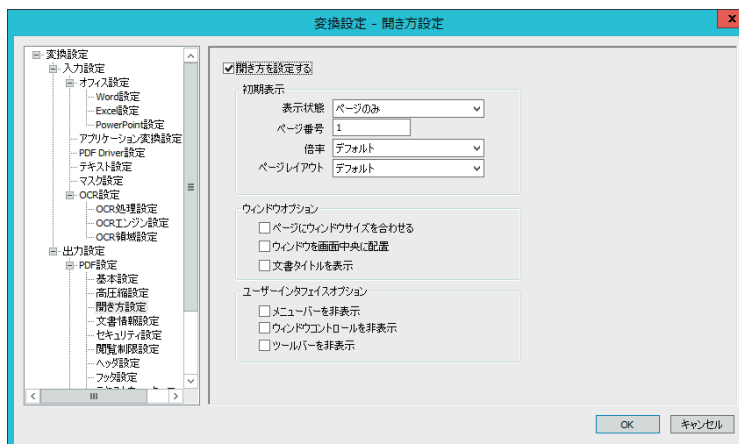 変換設定 - 開き方設定
x
変換設定
入力設定
オフィス設定
Word設定
Excel設定
PowerPoint設定
アプリケーション変換設定
PDF Driver設定
テキスト設定
マスク設定
OCR設定
OCR処理設定
OCRエンジン設定
OCR領域設定
出力設定
PDF設定
基本設定
高圧縮設定
開き方設定
文書情報設定
セキュリティ設定
閲覧制限設定
ヘッダ設定
フッタ設定
開き方を設定する
初期表示
表示状態 ページのみ
ページ番号 1
倍率 デフォルト
ページレイアウト デフォルト
ウィンドウオプション
ページにウィンドウサイズを合わせる
ウィンドウを画面中央に配置
文書タイトルを表示
ユーザーインタフェイスオプション
メニューバーを非表示
ウィンドウコントロールを非表示
ツールバーを非表示
OK キャンセル